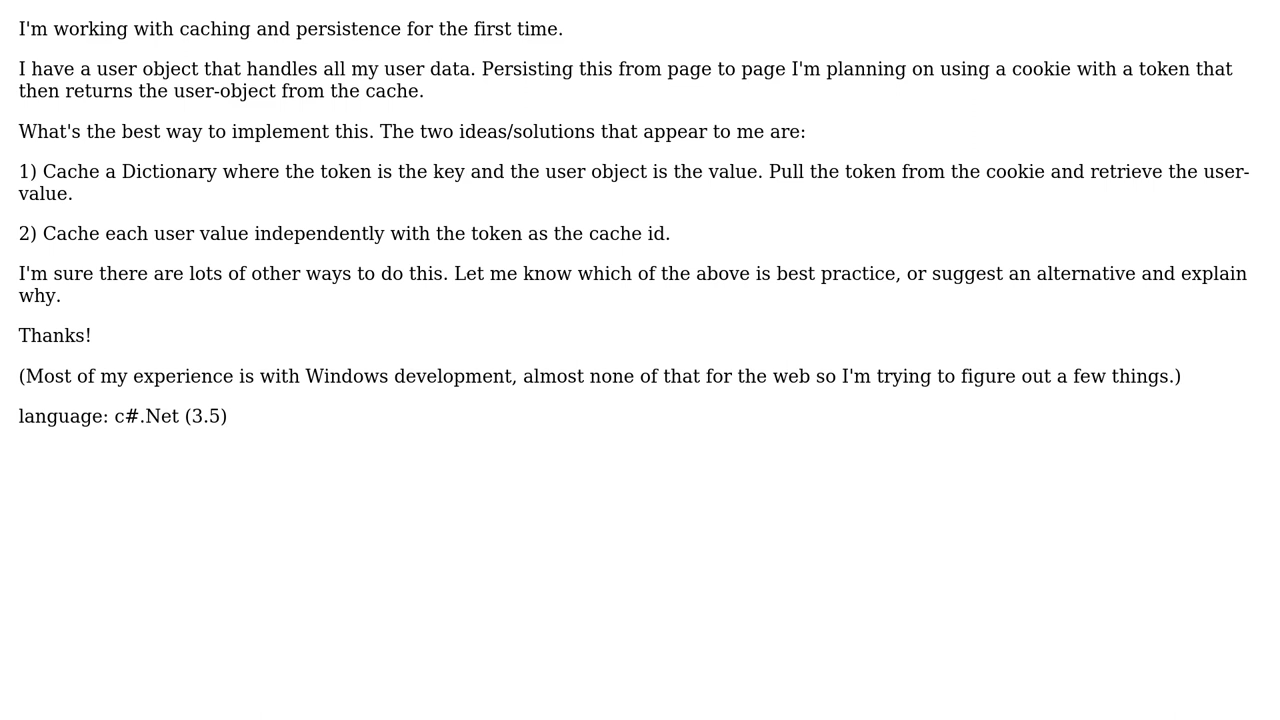 I'm working with caching and persistence for the first time.
I have a user object that handles all my user data. Persisting this from page to page I'm planning on using a cookie with a token that
then returns the user-object from the cache.
What's the best way to implement this. The two ideas/solutions that appear to me are:
1) Cache a Dictionary where the token is the key and the user object is the value. Pull the token from the cookie and retrieve the user-
value.
2) Cache each user value independently with the token as the cache id.
I'm sure there are lots of other ways to do this. Let me know which of the above is best practice, or suggest an alternative and explain
why.
Thanks!
(Most of my experience is with Windows development, almost none of that for the web so I'm trying to figure out a few things.)
language: c#.Net (3.5)